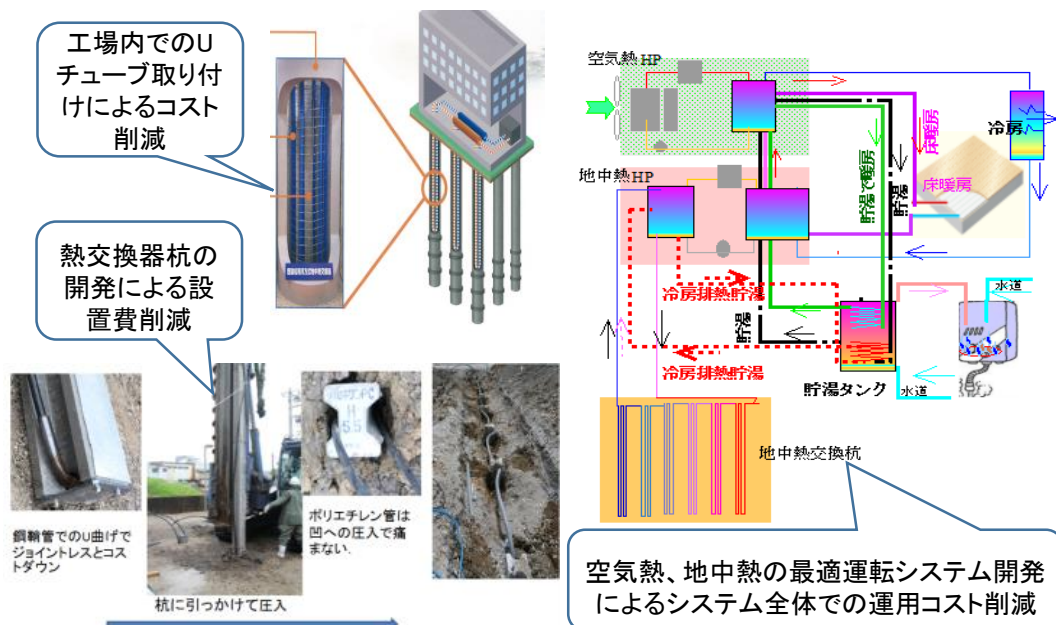 工場内でのU
チューブ取り付
けによるコスト
削減
熱交換器杭の
開発による設
置費削減
鋼鞘管でのU曲げで
ジョイントレスとコス
トダウン
杭に引っかけて圧入
H
5.5
ポリエチレン管は
凹への圧入で痛
まない.
空気熱HP
地中熱HP
冷房
床暖房
床暖房
貯湯で暖房
貯湯
貯湯
冷房排熱貯湯
冷房排熱貯湯
水道
水道
貯湯タンク
地中熱交換杭
空気熱、地中熱の最適運転システム開発
によるシステム全体での運用コスト削減